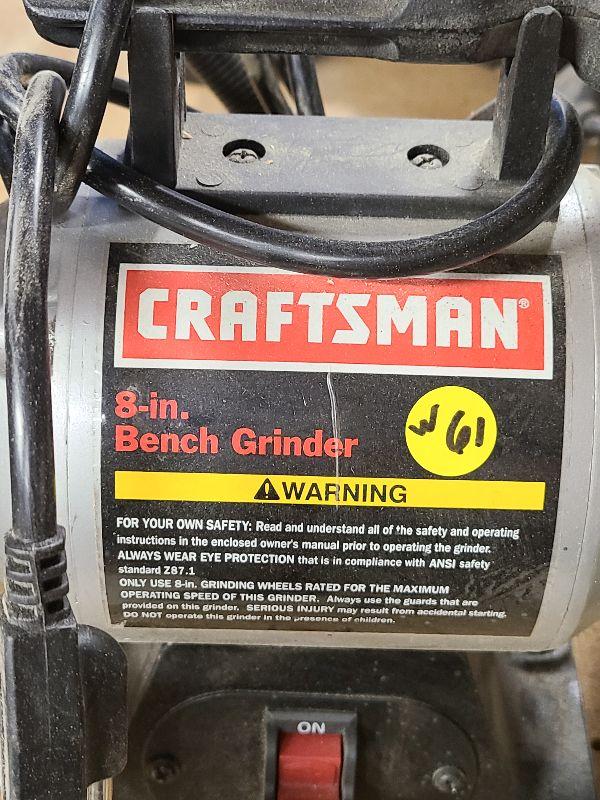 CRAFTSMAN®
8-in.
Bench Grinder
W61
WARNING
FOR YOUR OWN SAFETY: Read and understand all of the safety and operating
instructions in the enclosed owner's manual prior to operating the grinder.
ALWAYS WEAR EYE PROTECTION that is in compliance with ANSI safety
standard Z87.1
ONLY USE 8-in. GRINDING WHEELS RATED FOR THE MAXIMUM
OPERATING SPEED OF THIS GRINDER. Always use the guards that are
provided on this grinder. SERIOUS INJURY may result from accidental starting.
DO NOT operate this grinder in the presence of children.
ON